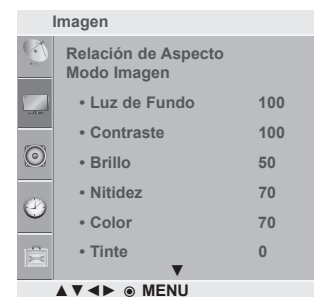 Imagen
Relación de Aspecto
Modo Imagen
• Luz de Fundo 100
• Contraste 100
• Brillo 50
• Nitidez 70
• Color 70
• Tinte 0
▼
▲▼◄► ◉ MENU